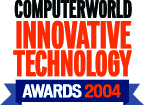 COMPUTERWORLD
INNOVATIVE
TECHNOLOGY
AWARDS 2004